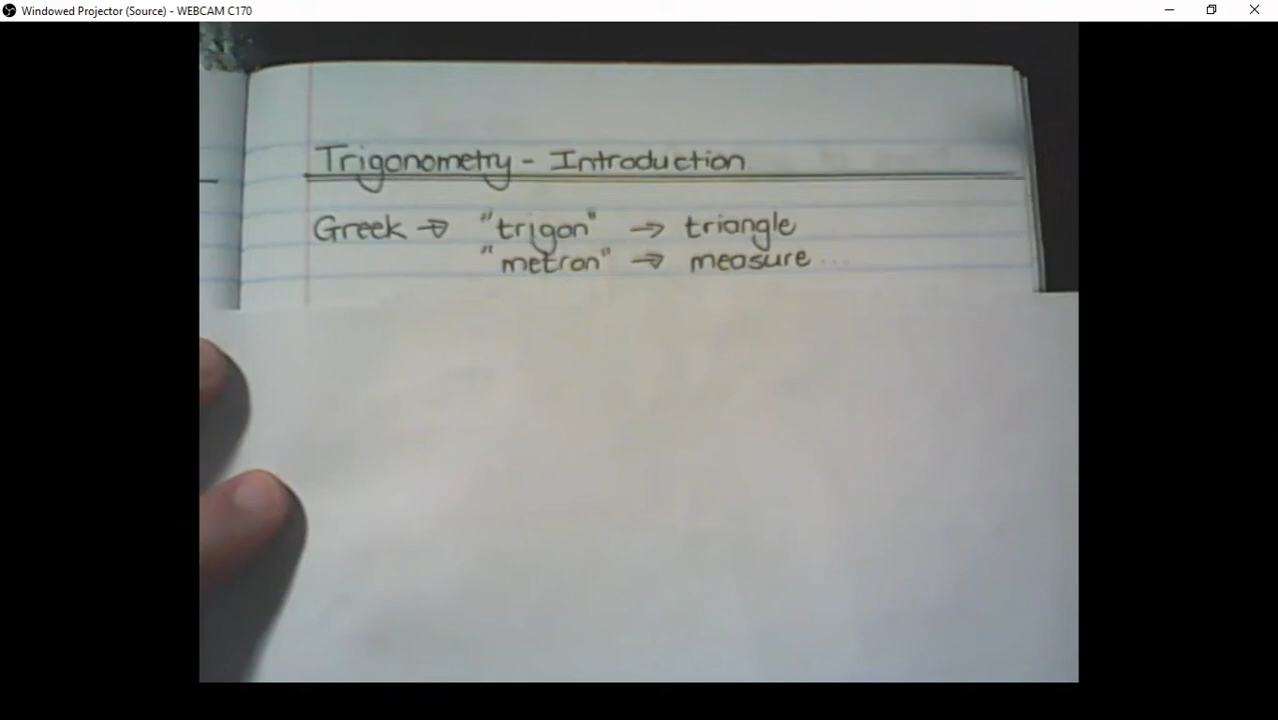 Windowed Projector (Source) - WEBCAM C170
Trigonometry - Introduction
Greek → "trigon" → triangle
"metron" → measure...